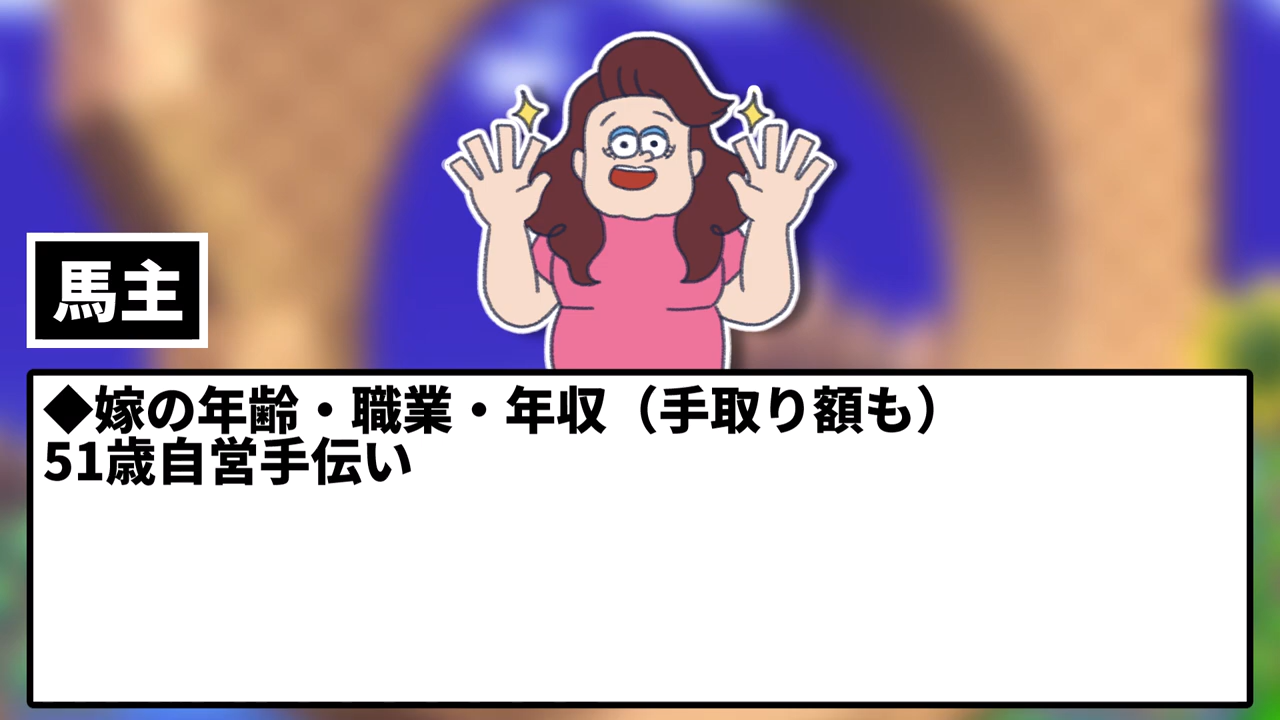 馬主
◆嫁の年齢・職業・年収（手取り額も）
51歳自営手伝い